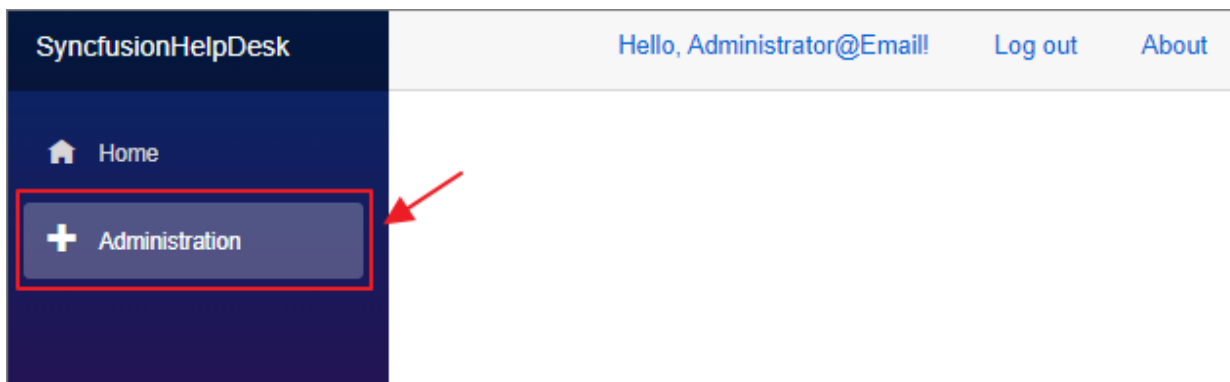 SyncfusionHelpDesk
Hello, Administrator@Email! Log out About
Home
Administration